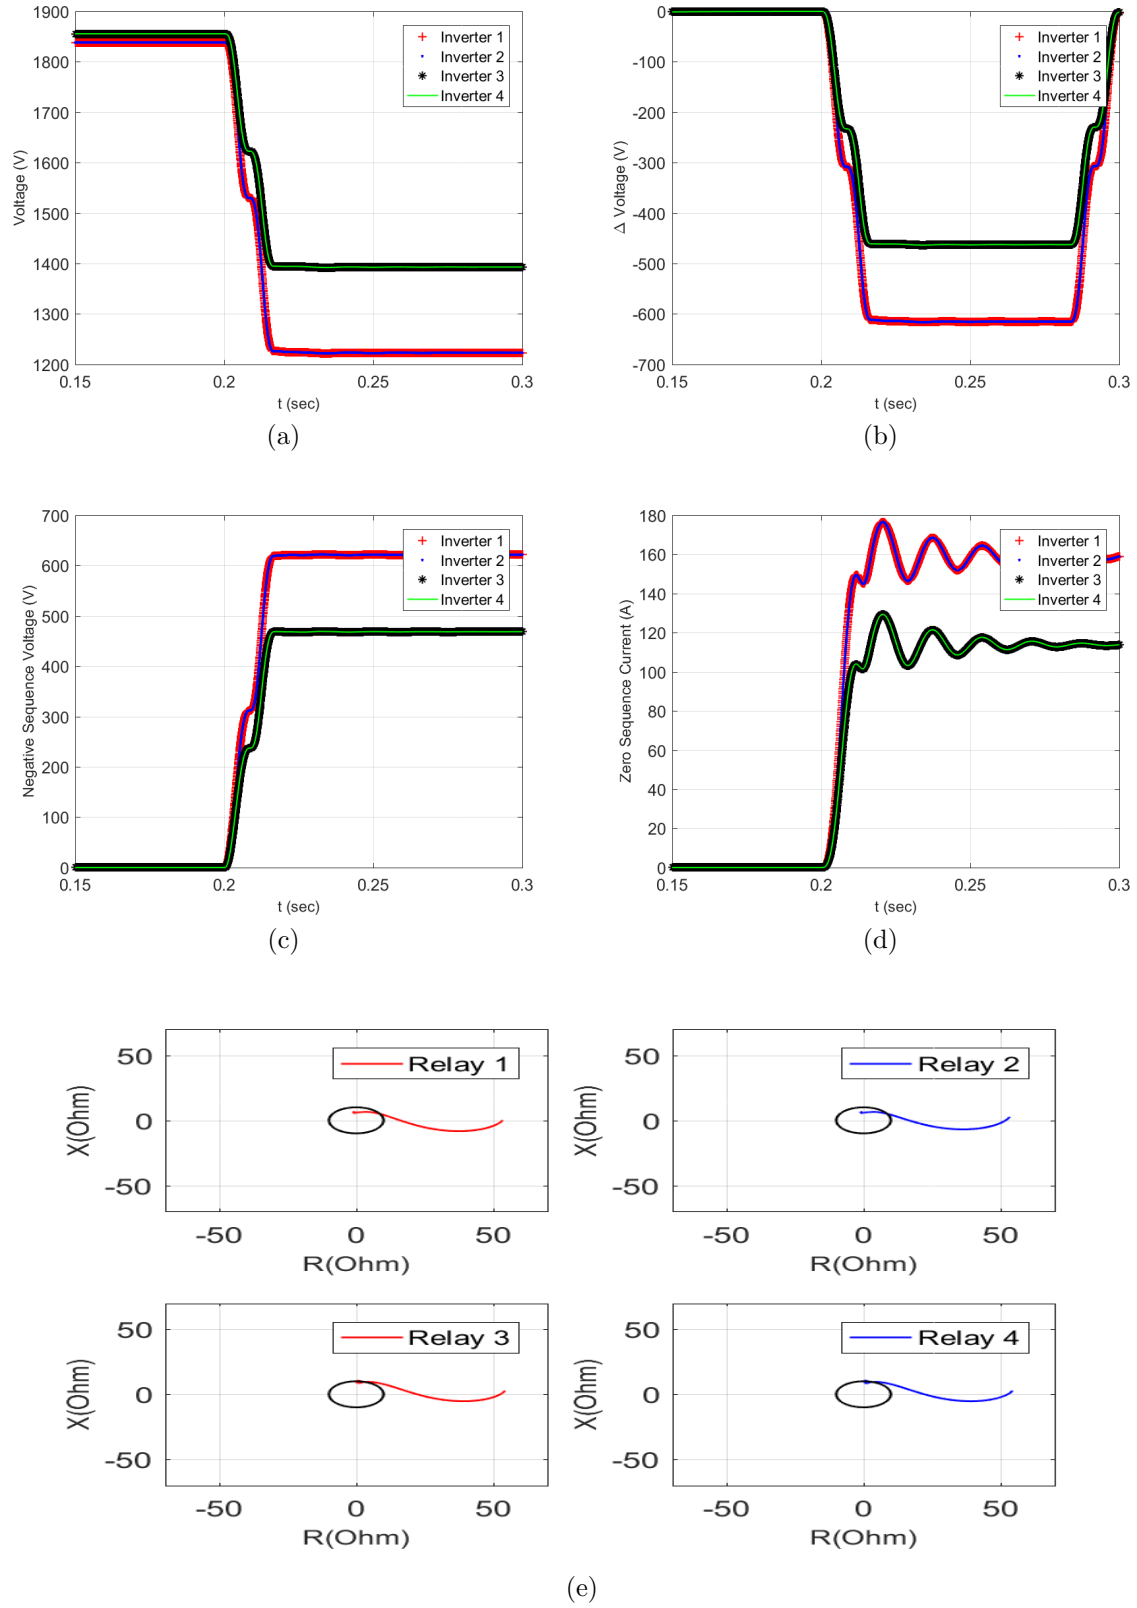 1900
1800
1700
1600
1500
1400
1300
1200
Voltage (V)
Inverter 1
Inverter 2
Inverter 3
Inverter 4
0.15 0.2 0.25 0.3
t (sec)
(a)
0
-100
-200
-300
-400
-500
-600
-700
Δ Voltage (V)
Inverter 1
Inverter 2
Inverter 3
Inverter 4
0.15 0.2 0.25 0.3
t (sec)
(b)
700
600
500
400
300
200
100
0
Negative Sequence Voltage (V)
Inverter 1
Inverter 2
Inverter 3
Inverter 4
0.15 0.2 0.25 0.3
t (sec)
(c)
180
160
140
120
100
80
60
40
20
0
Zero Sequence Current (A)
Inverter 1
Inverter 2
Inverter 3
Inverter 4
0.15 0.2 0.25 0.3
t (sec)
(d)
50
0
-50
X(Ohm)
Relay 1
-50 0 50
R(Ohm)
50
0
-50
X(Ohm)
Relay 2
-50 0 50
R(Ohm)
50
0
-50
X(Ohm)
Relay 3
-50 0 50
R(Ohm)
50
0
-50
X(Ohm)
Relay 4
-50 0 50
R(Ohm)
(e)